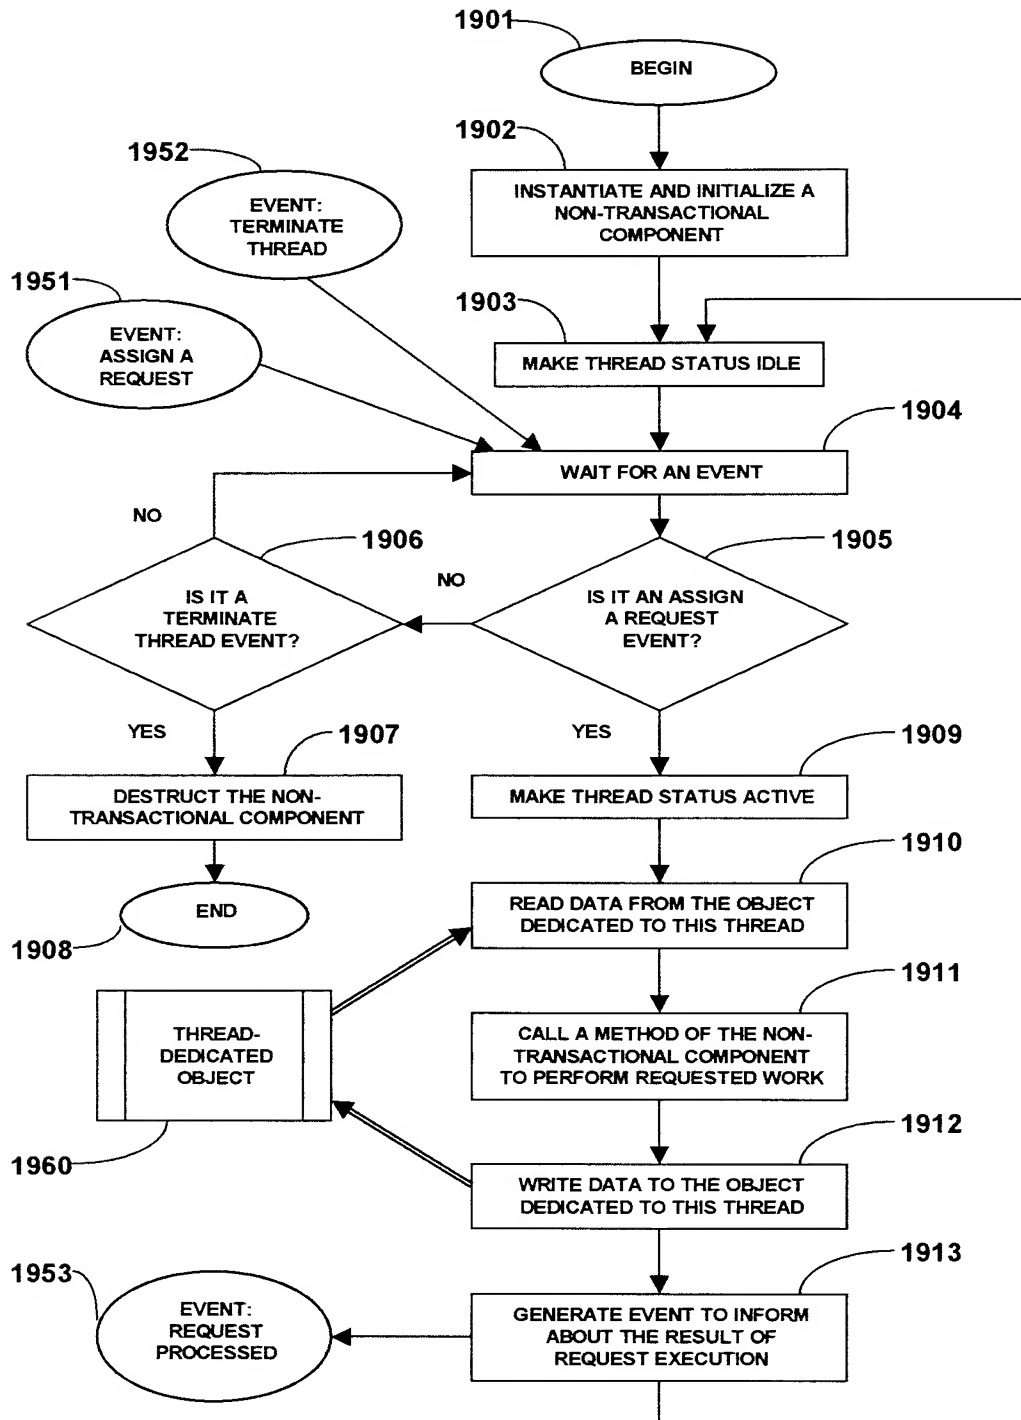 1901
BEGIN
1902
INSTANTIATE AND INITIALIZE A
NON-TRANSACTIONAL
COMPONENT
1952
EVENT:
TERMINATE
THREAD
1951
EVENT:
ASSIGN A
REQUEST
1903
MAKE THREAD STATUS IDLE
1904
WAIT FOR AN EVENT
NO
1906
IS IT A
TERMINATE
THREAD EVENT?
NO
1905
IS IT AN ASSIGN
A REQUEST
EVENT?
YES
1907
DESTRUCT THE NON-
TRANSACTIONAL COMPONENT
YES
1909
MAKE THREAD STATUS ACTIVE
END
1908
1910
READ DATA FROM THE OBJECT
DEDICATED TO THIS THREAD
THREAD-
DEDICATED
OBJECT
1960
1911
CALL A METHOD OF THE NON-
TRANSACTIONAL COMPONENT
TO PERFORM REQUESTED WORK
1912
WRITE DATA TO THE OBJECT
DEDICATED TO THIS THREAD
1953
EVENT:
REQUEST
PROCESSED
1913
GENERATE EVENT TO INFORM
ABOUT THE RESULT OF
REQUEST EXECUTION